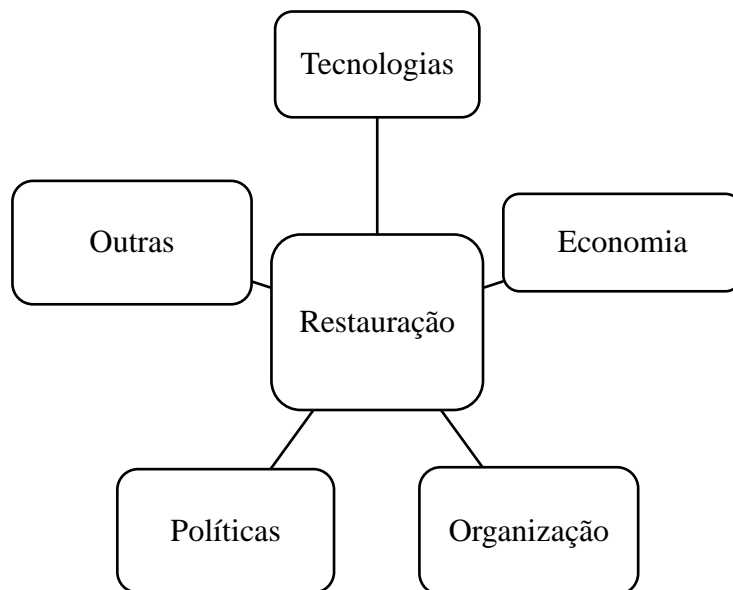 Tecnologias
Outras
Economia
Restauração
Políticas
Organização